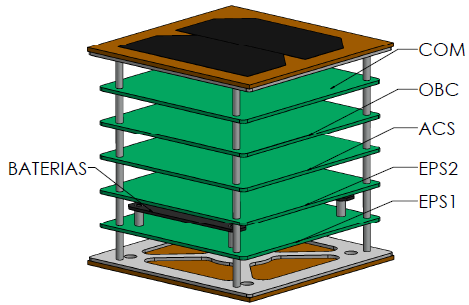 COM
OBC
ACS
BATERIAS
EPS2
EPS1